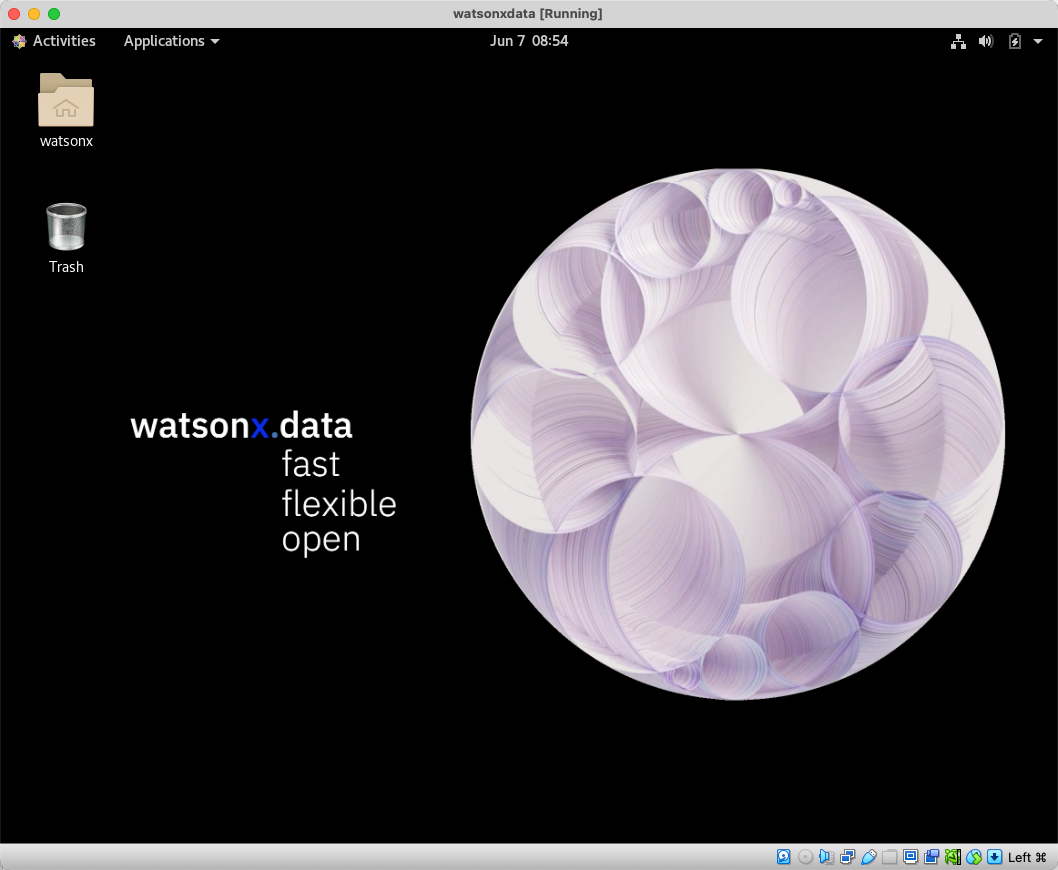 watsonxdata [Running]
Activities Applications Jun 7 08:54
watsonx
Trash
watsonx.data
fast
flexible
open
Left ⌘